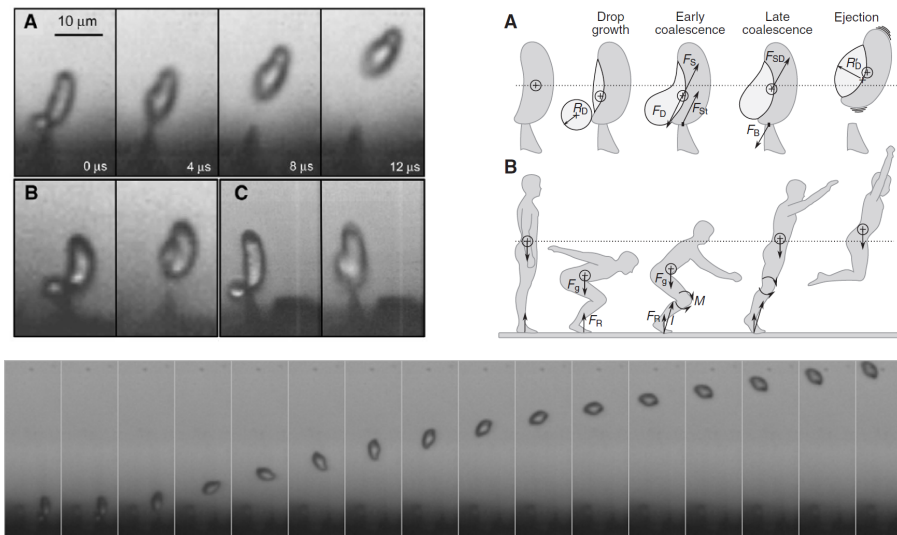 A
10 μm
0 μs
4 μs
8 μs
12 μs
B
C
A
Drop growth
Early coalescence
Late coalescence
Ejection
R_D
F_S
F_D
F_St
F_SD
F_B
R'_D
B
F_g
F_R
F_g
F_R
I
M